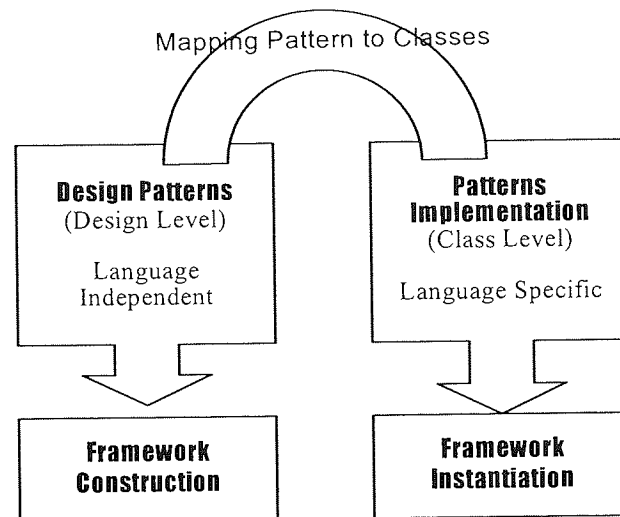 Mapping Pattern to Classes
Design Patterns
(Design Level)
Language
Independent
Patterns
Implementation
(Class Level)
Language Specific
Framework
Construction
Framework
Instantiation